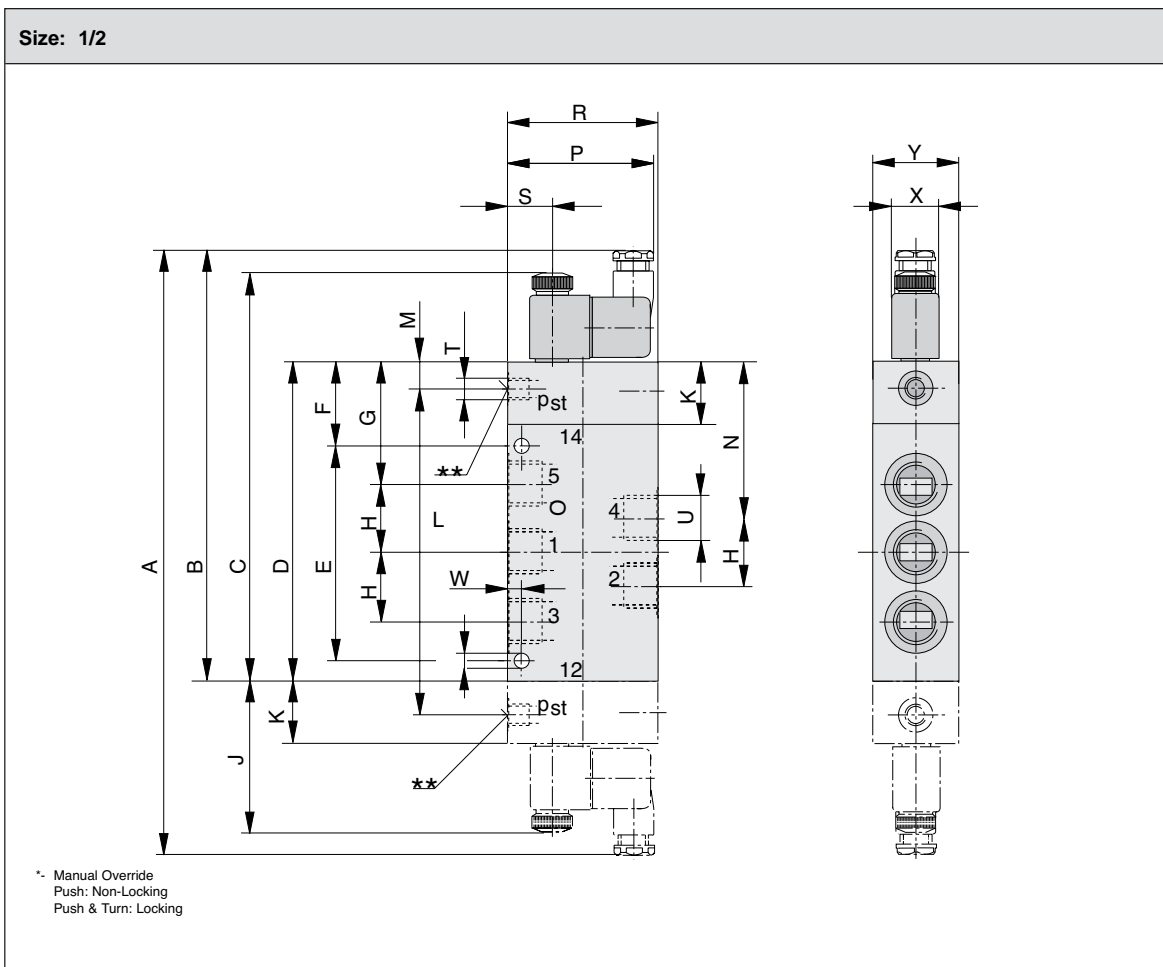 Size: 1/2
R
P
S
Y
X
M
T
F
G
K
N
pst
14
**
5
O
4
U
H
L
1
A
B
C
D
E
W
H
2
H
3
12
K
pst
J
**
*- Manual Override
Push: Non-Locking
Push & Turn: Locking